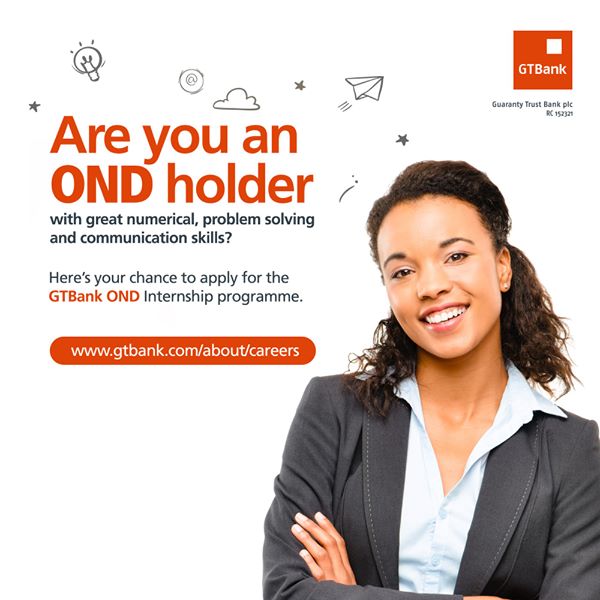 GTBank
Guaranty Trust Bank plc
RC 152321
Are you an
OND holder
with great numerical, problem solving
and communication skills?
Here's your chance to apply for the
GTBank OND Internship programme.
www.gtbank.com/about/careers